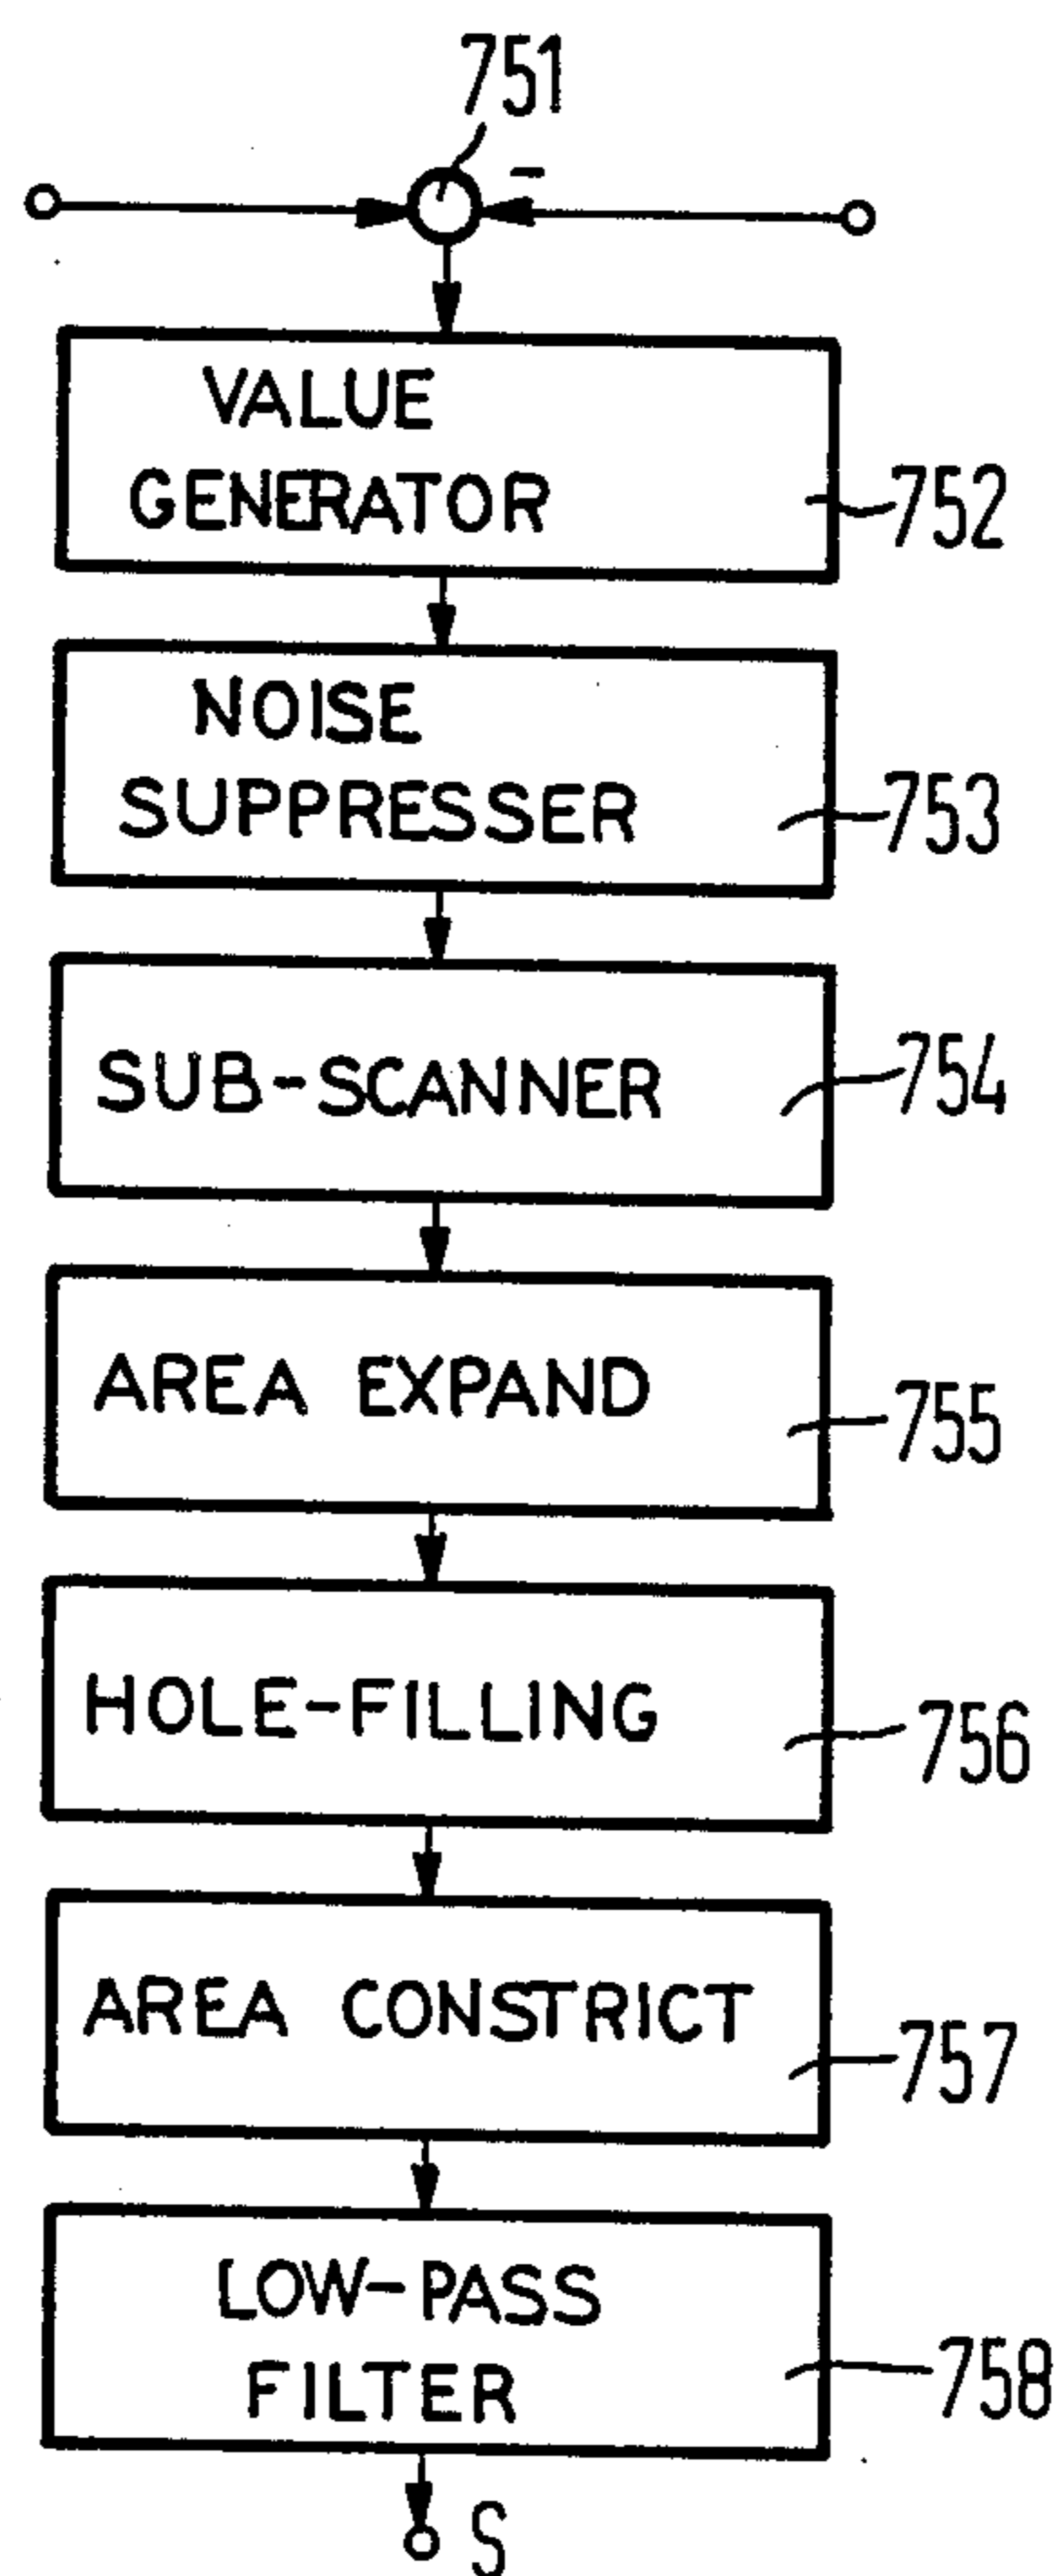 751
-
VALUE
GENERATOR
752
NOISE
SUPPRESSER
753
SUB-SCANNER
754
AREA EXPAND
755
HOLE-FILLING
756
AREA CONSTRICT
757
LOW-PASS
FILTER
758
S